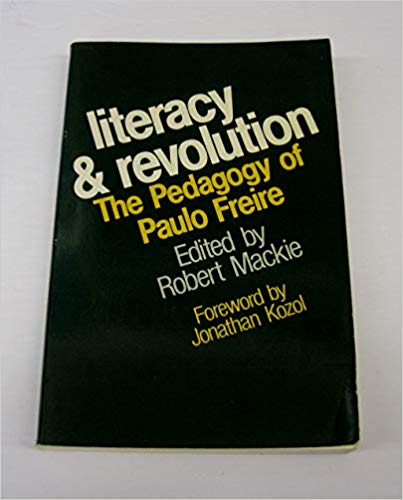 literacy
& revolution
The Pedagogy of
Paulo Freire
Edited by
Robert Mackie
Foreword by
Jonathan Kozol